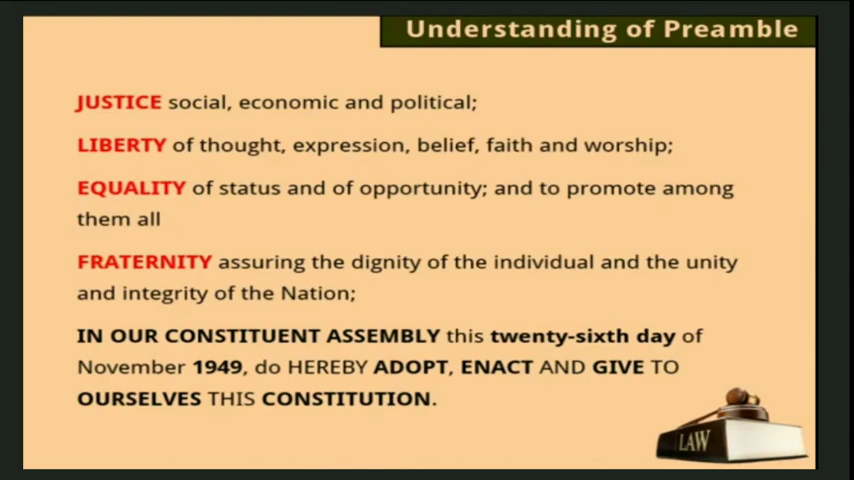 Understanding of Preamble
JUSTICE social, economic and political;
LIBERTY of thought, expression, belief, faith and worship;
EQUALITY of status and of opportunity; and to promote among
them all
FRATERNITY assuring the dignity of the individual and the unity
and integrity of the Nation;
IN OUR CONSTITUENT ASSEMBLY this twenty-sixth day of
November 1949, do HEREBY ADOPT, ENACT AND GIVE TO
OURSELVES THIS CONSTITUTION.
LAW